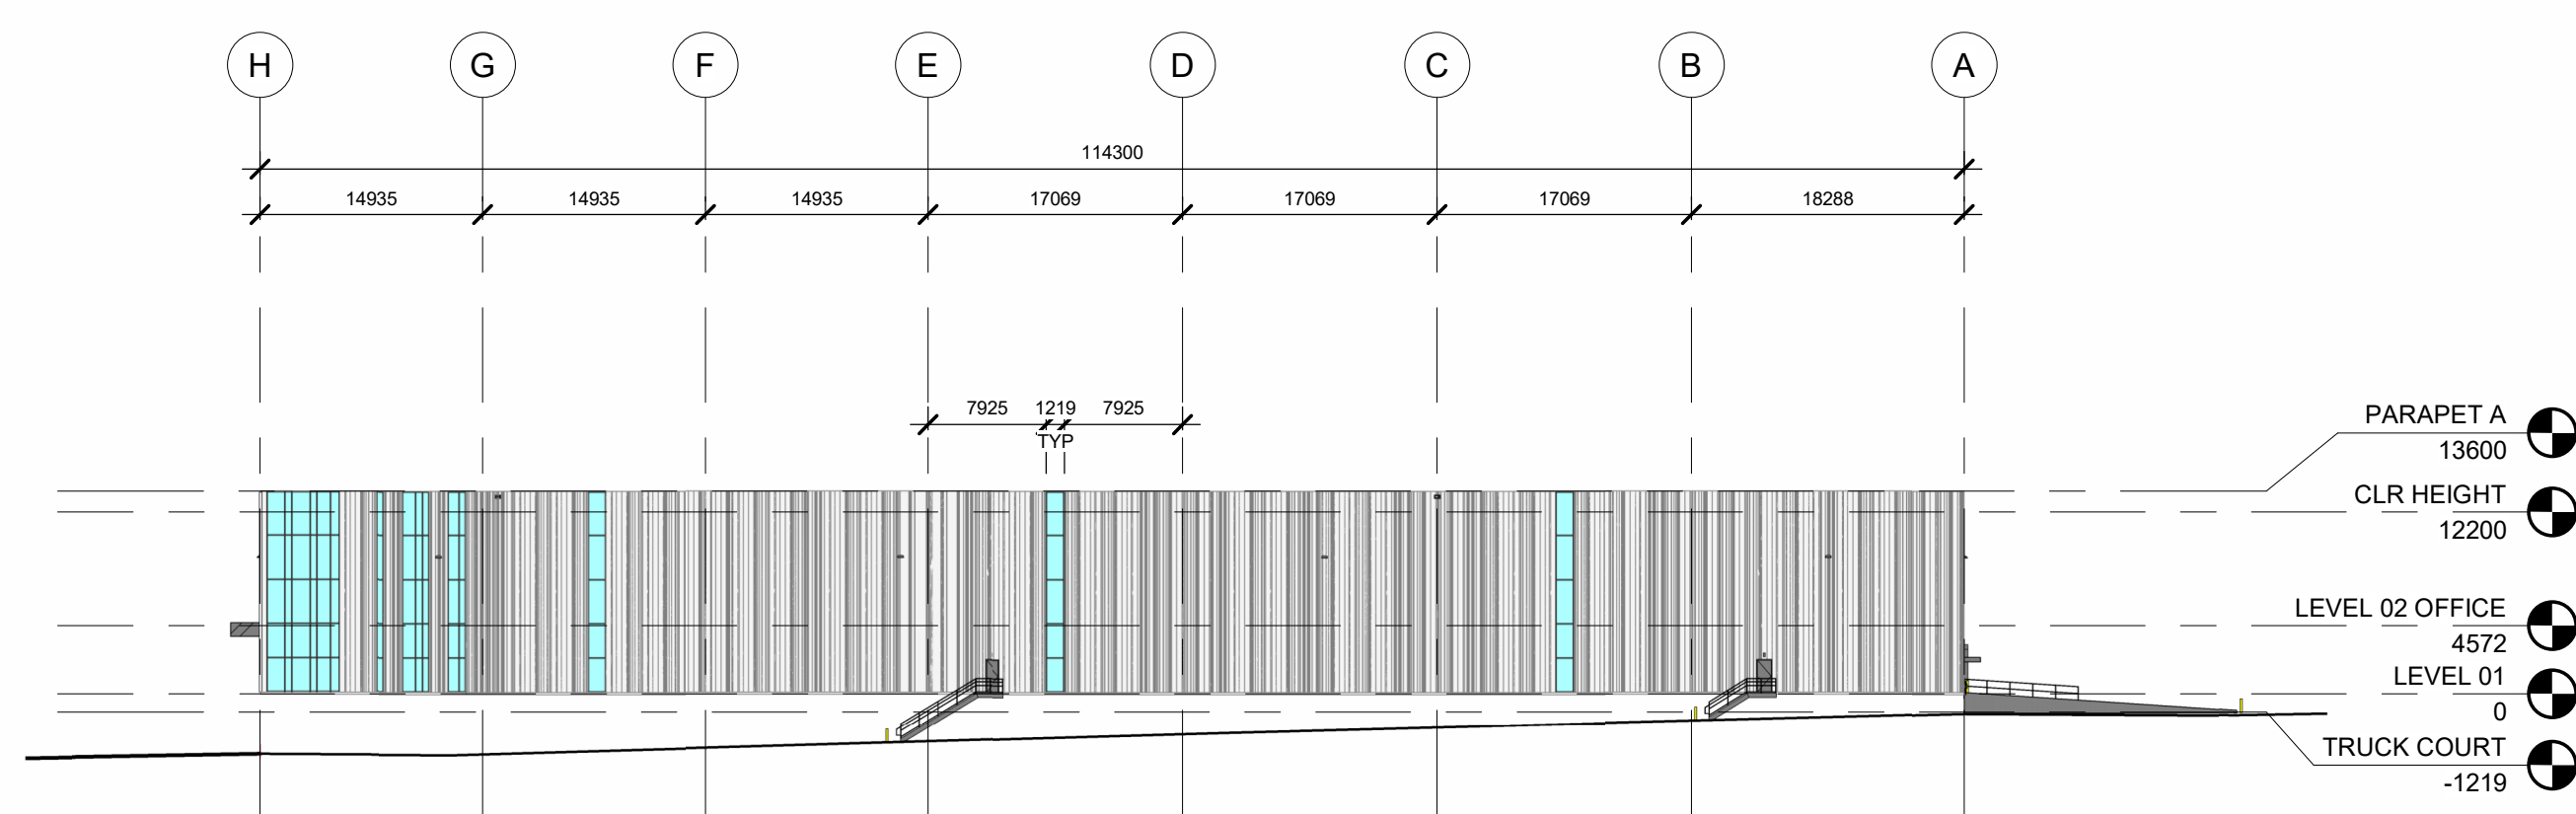 H G F E D C B A
114300
14935 14935 14935 17069 17069 17069 18288
7925 1219 7925
TYP
PARAPET A
13600
CLR HEIGHT
12200
LEVEL 02 OFFICE
4572
LEVEL 01
0
TRUCK COURT
-1219